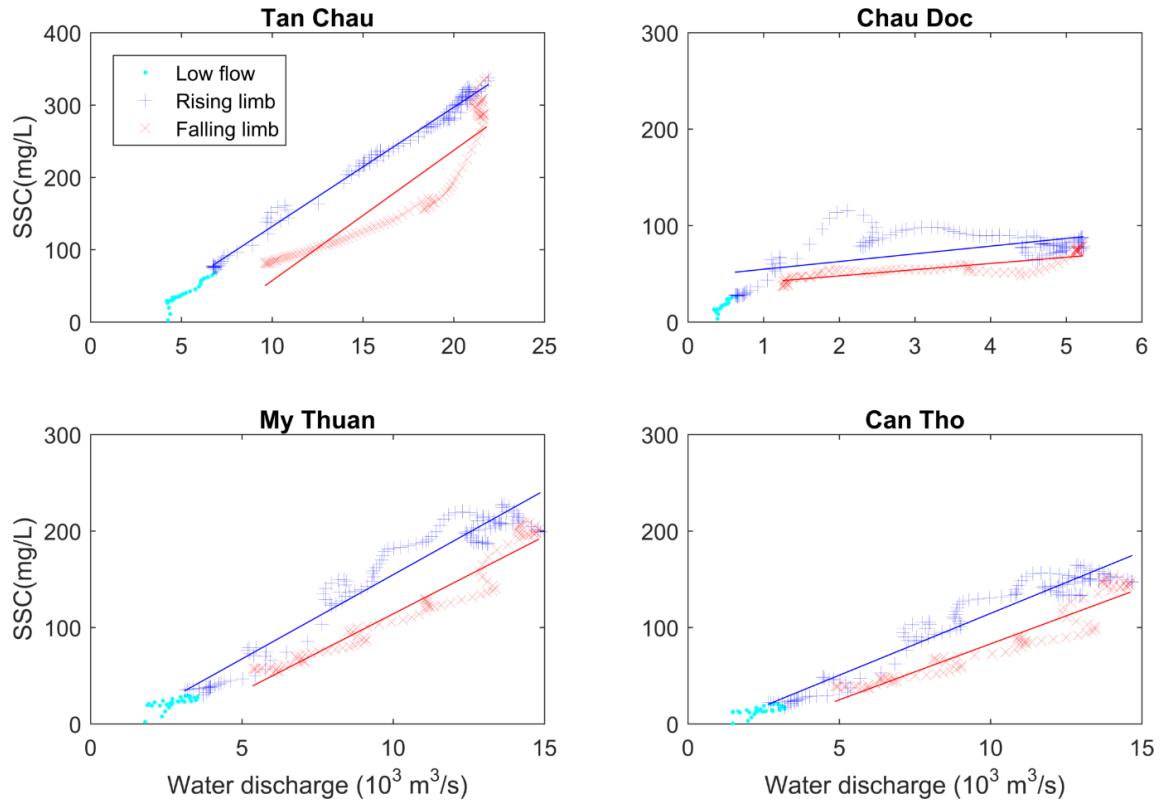 Tan Chau
400
300
200
100
0
SSC(mg/L)
0 5 10 15 20 25
Low flow
Rising limb
Falling limb
Chau Doc
300
200
100
0
0 1 2 3 4 5 6
My Thuan
300
200
100
0
SSC(mg/L)
0 5 10 15
Water discharge (10³ m³/s)
Can Tho
300
200
100
0
0 5 10 15
Water discharge (10³ m³/s)